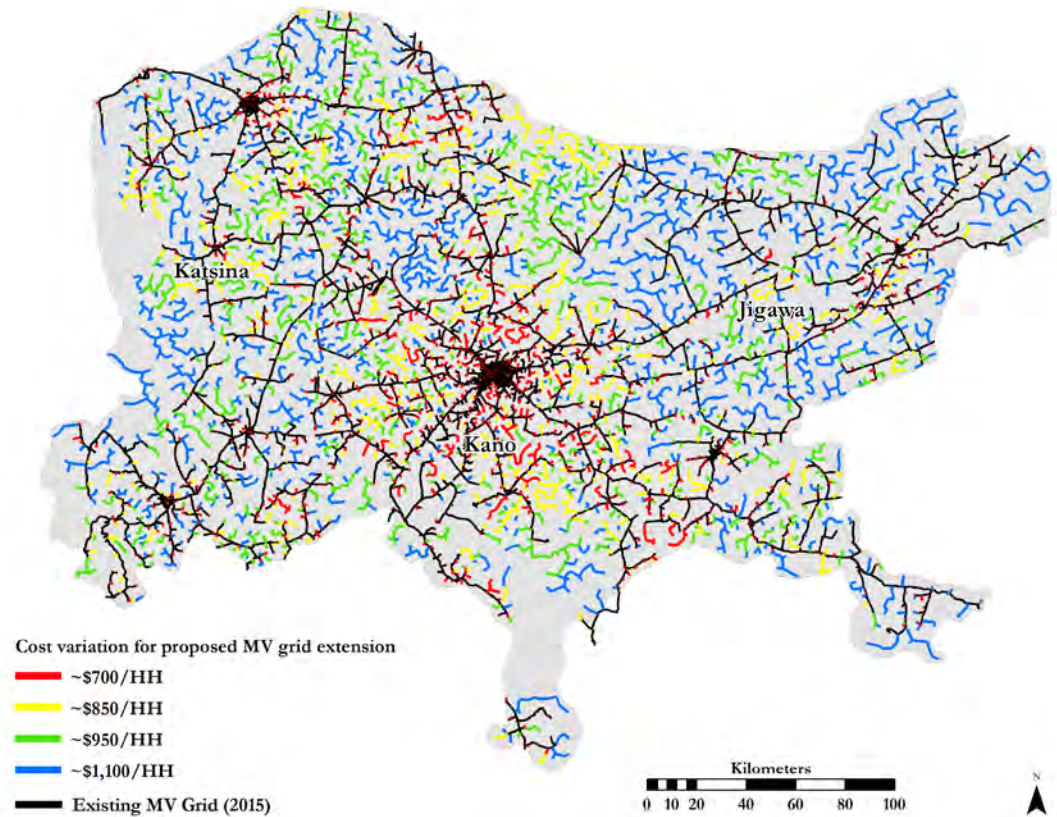 Katsina
Jigawa
Kano
Cost variation for proposed MV grid extension
~$700/HH
~$850/HH
~$950/HH
~$1,100/HH
Existing MV Grid (2015)
Kilometers
0 10 20 40 60 80 100
N